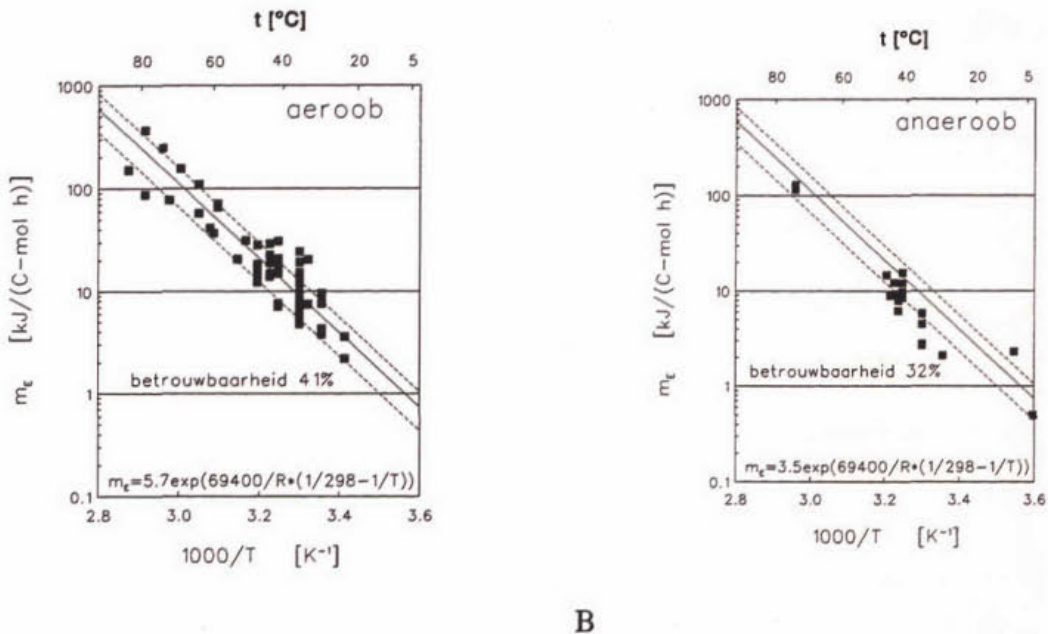 t [°C]
80 60 40 20 5
1000
100
10
1
0.1
mε [kJ/(C-mol h)]
aeroob
betrouwbaarheid 41%
mε=5.7exp(69400/R*(1/298-1/T))
2.8 3.0 3.2 3.4 3.6
1000/T [K⁻¹]
t [°C]
80 60 40 20 5
1000
100
10
1
0.1
mε [kJ/(C-mol h)]
anaeroob
betrouwbaarheid 32%
mε=3.5exp(69400/R*(1/298-1/T))
2.8 3.0 3.2 3.4 3.6
1000/T [K⁻¹]
B